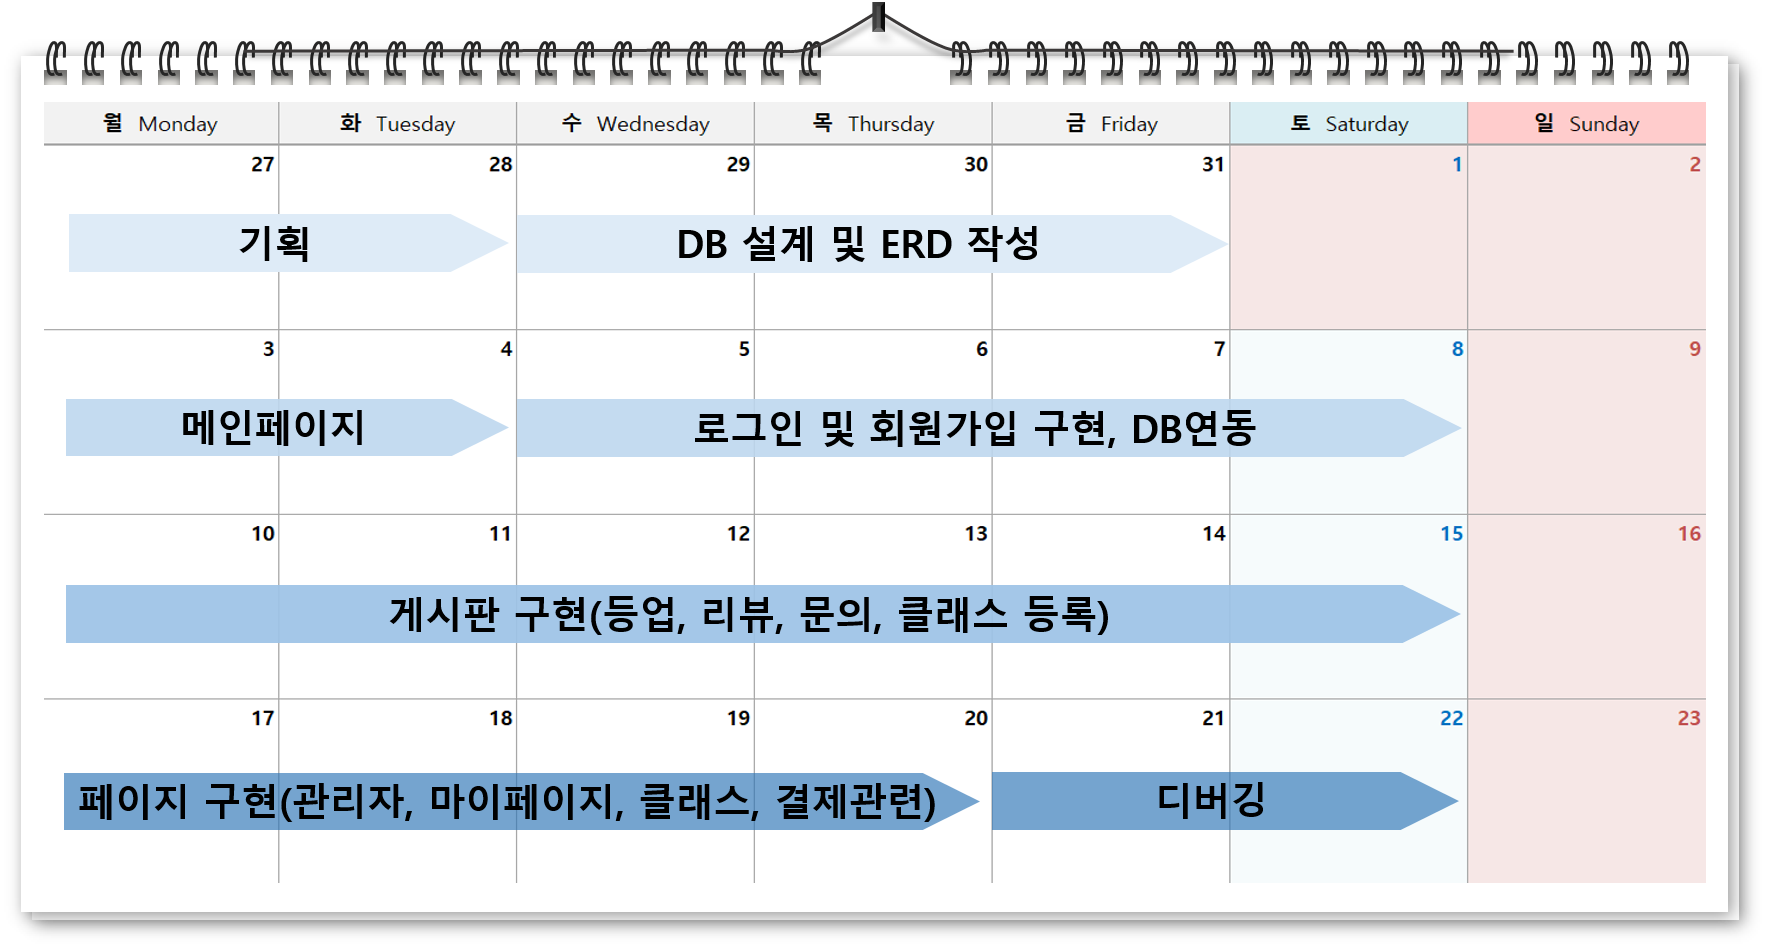 월 Monday 화 Tuesday 수 Wednesday 목 Thursday 금 Friday 토 Saturday 일 Sunday
27 28 29 30 31 1 2
기획 DB 설계 및 ERD 작성
3 4 5 6 7 8 9
메인페이지 로그인 및 회원가입 구현, DB연동
10 11 12 13 14 15 16
게시판 구현(등업, 리뷰, 문의, 클래스 등록)
17 18 19 20 21 22 23
페이지 구현(관리자, 마이페이지, 클래스, 결제관련) 디버깅